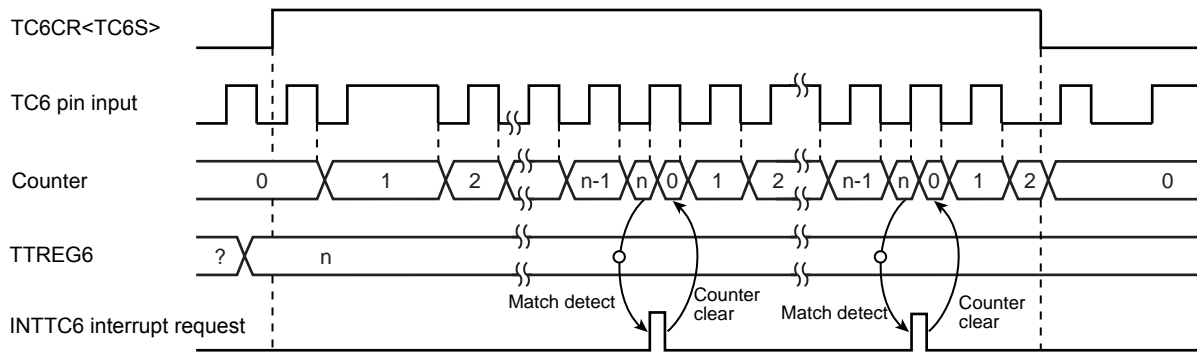 TC6CR<TC6S>
TC6 pin input
Counter
0 1 2 n-1 n 0 1 2 n-1 n 0 1 2 0
TTREG6
? n
Match detect Counter clear Match detect Counter clear
INTTC6 interrupt request